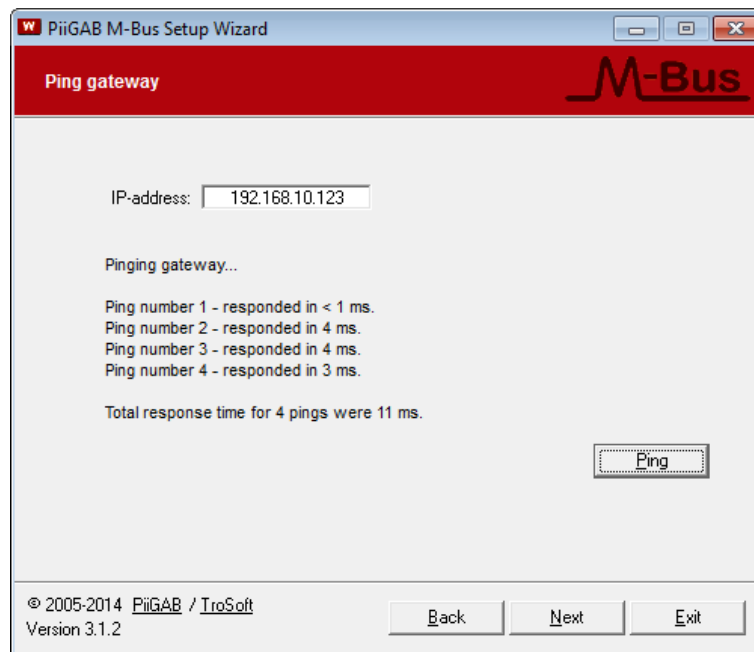 PiiGAB M-Bus Setup Wizard
Ping gateway
M-Bus
IP-address: 192.168.10.123
Pinging gateway...
Ping number 1 - responded in < 1 ms.
Ping number 2 - responded in 4 ms.
Ping number 3 - responded in 4 ms.
Ping number 4 - responded in 3 ms.
Total response time for 4 pings were 11 ms.
Ping
© 2005-2014 PiiGAB / TroSoft
Version 3.1.2
Back Next Exit